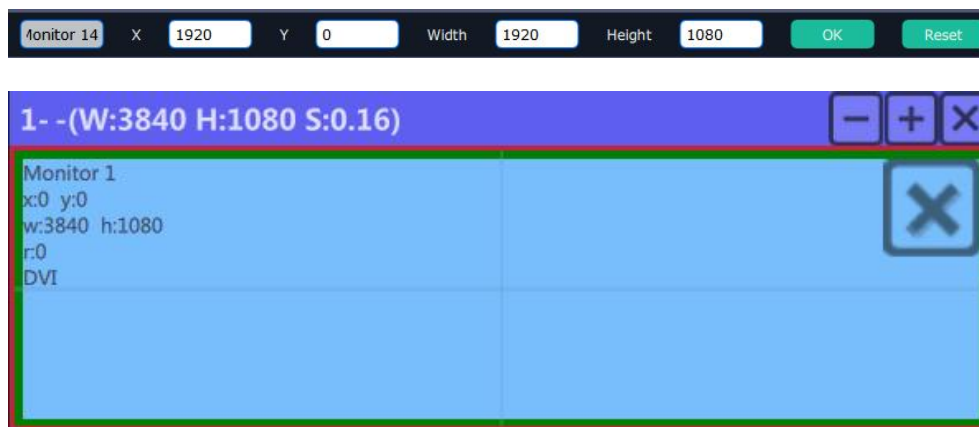 Monitor 14 X 1920 Y 0 Width 1920 Height 1080 OK Reset
1- -(W:3840 H:1080 S:0.16)
Monitor 1
x:0 y:0
w:3840 h:1080
r:0
DVI